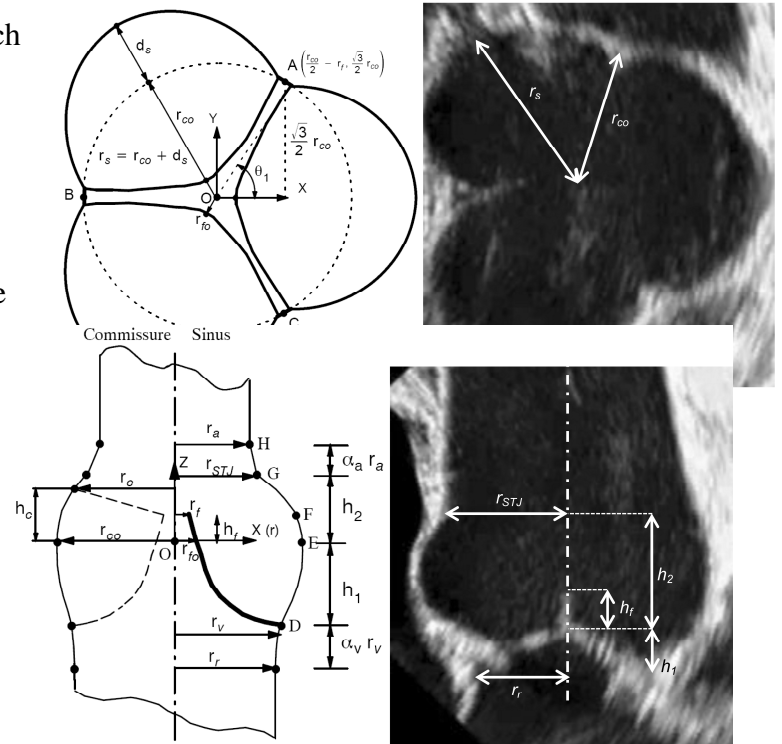 ch
d_s
A (r_co/2 − r_f, √3/2 r_co)
r_co
Y
√3/2 r_co
r_s = r_co + d_s
θ_1
B
O
X
r_fo
C
r_s
r_co
e
Commissure Sinus
r_a
H
α_a r_a
Z
r_STJ
G
r_o
h_c
r_f
F
h_2
r_co
h_f
X (r)
E
O
r_fo
h_1
D
r_v
α_v r_v
r_r
r_STJ
h_2
h_f
h_1
r_r